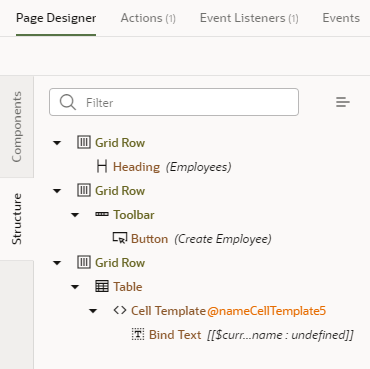 Page Designer Actions (1) Event Listeners (1) Events
Components
Structure
Filter
Grid Row
Heading (Employees)
Grid Row
Toolbar
Button (Create Employee)
Grid Row
Table
Cell Template @nameCellTemplate5
Bind Text [[$curr...name : undefined]]